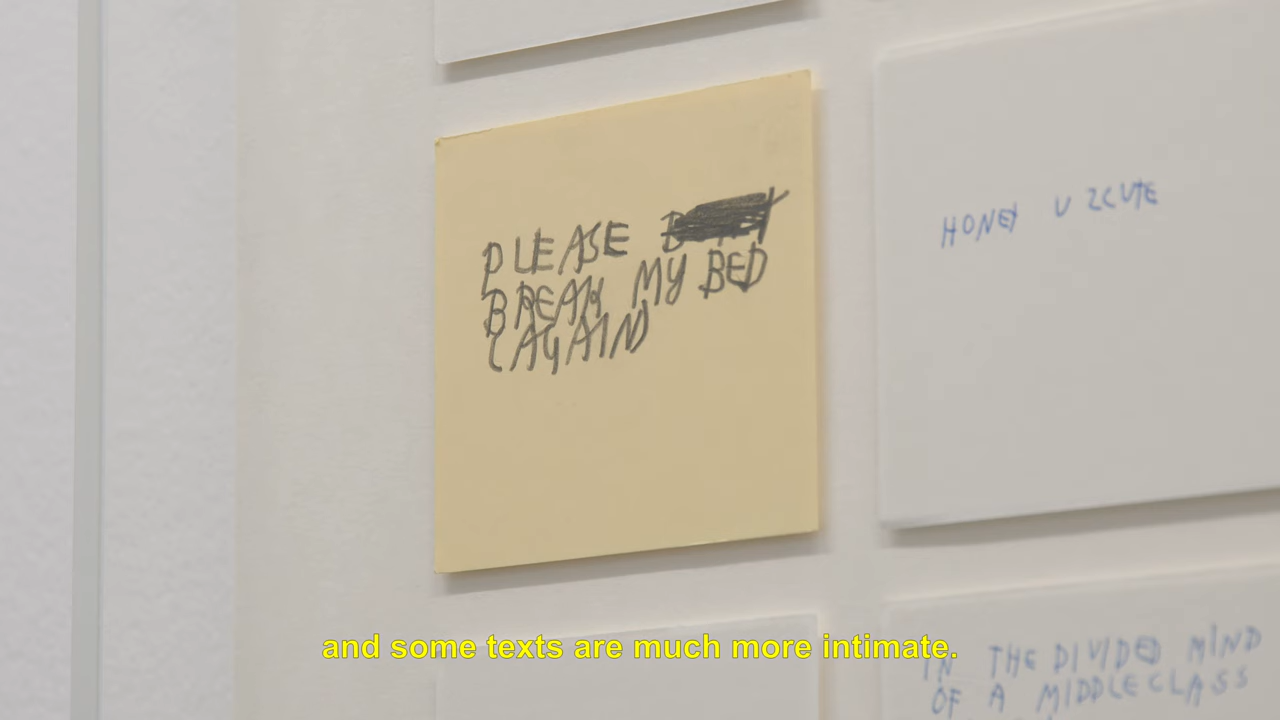 PLEASE
BREAK MY BED
(AGAIN)
HONEY U 2CUTE
IN THE DIVIDED MIND
OF A MIDDLECLASS
and some texts are much more intimate.